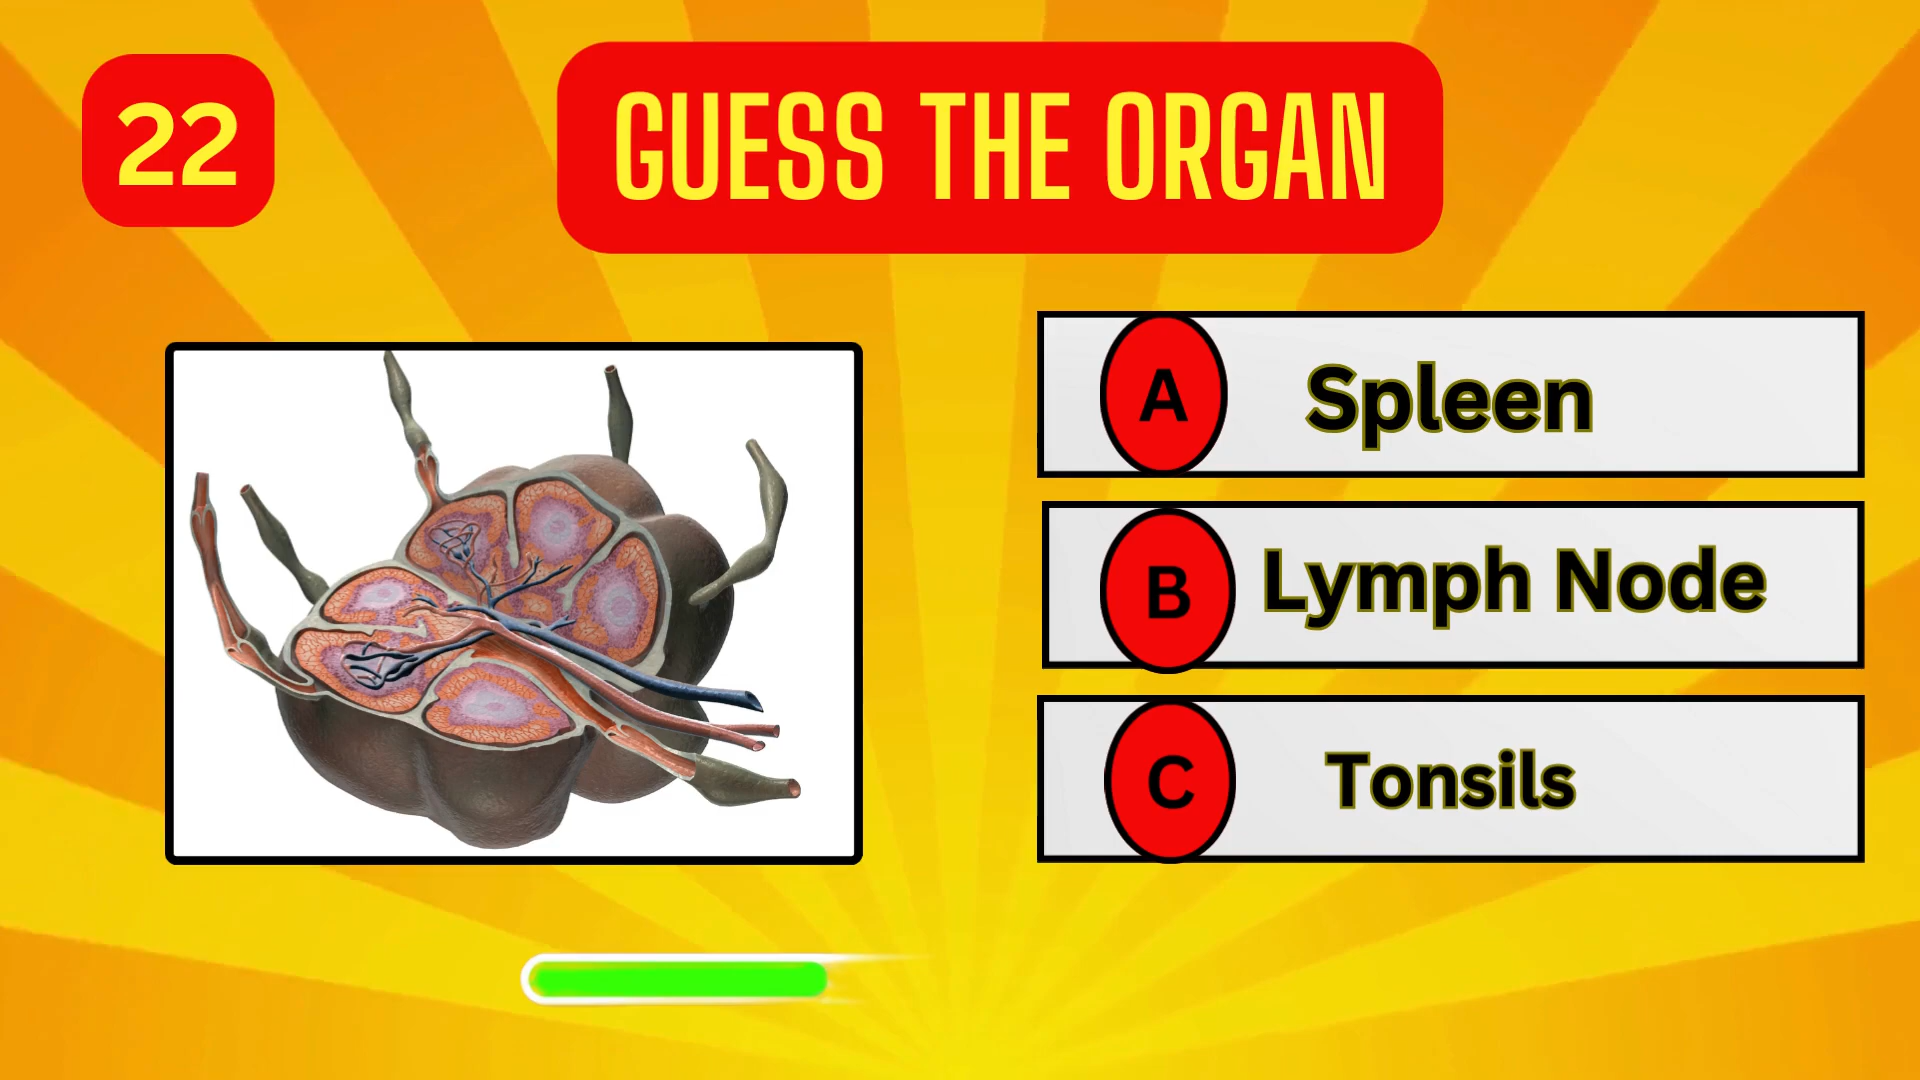 22
GUESS THE ORGAN
A Spleen
B Lymph Node
C Tonsils